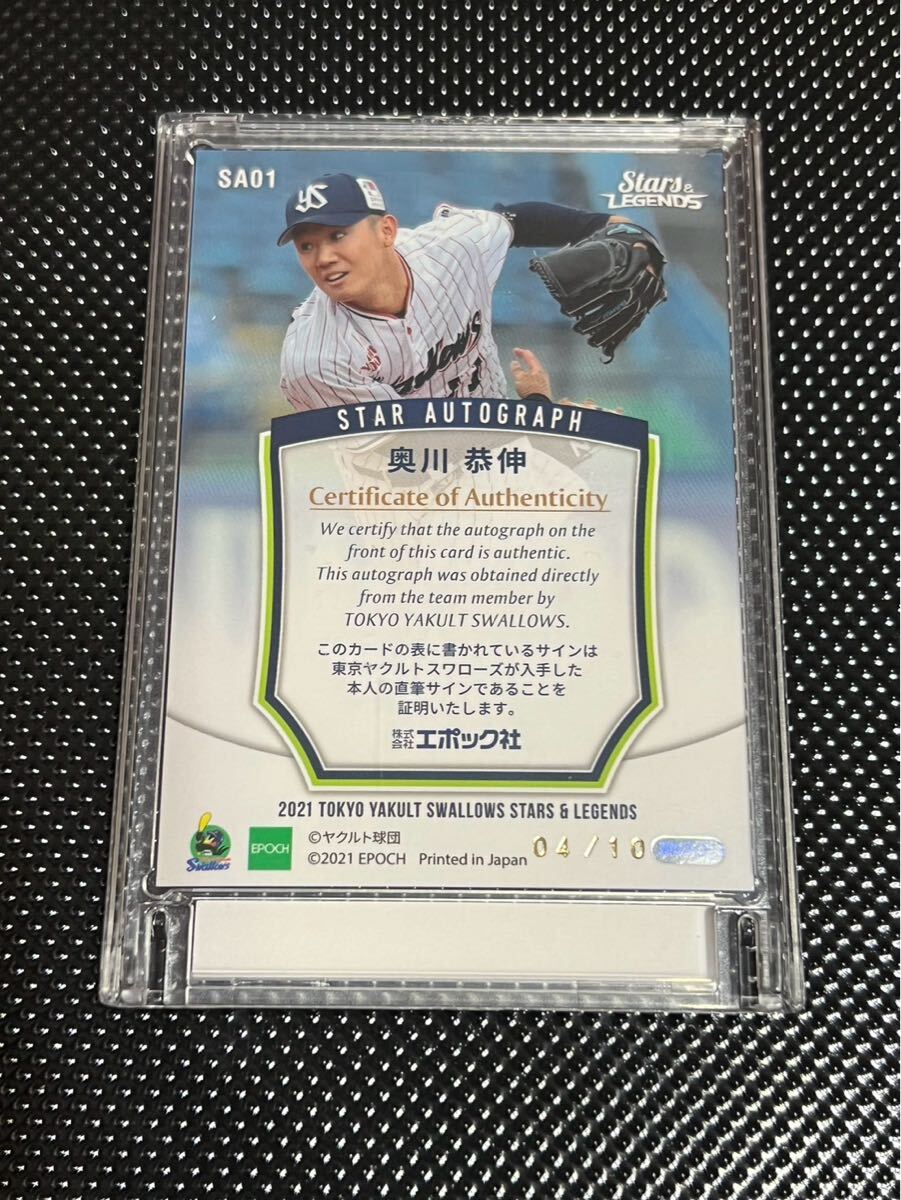 SA01
Stars &
LEGENDS
YS
Swallows
11
STAR AUTOGRAPH
奥川 恭伸
Certificate of Authenticity
We certify that the autograph on the
front of this card is authentic.
This autograph was obtained directly
from the team member by
TOKYO YAKULT SWALLOWS.
このカードの表に書かれているサインは
東京ヤクルトスワローズが入手した
本人の直筆サインであることを
証明いたします。
株式会社エポック社
2021 TOKYO YAKULT SWALLOWS STARS & LEGENDS
Swallows
EPOCH
©ヤクルト球団
©2021 EPOCH Printed in Japan
04/10